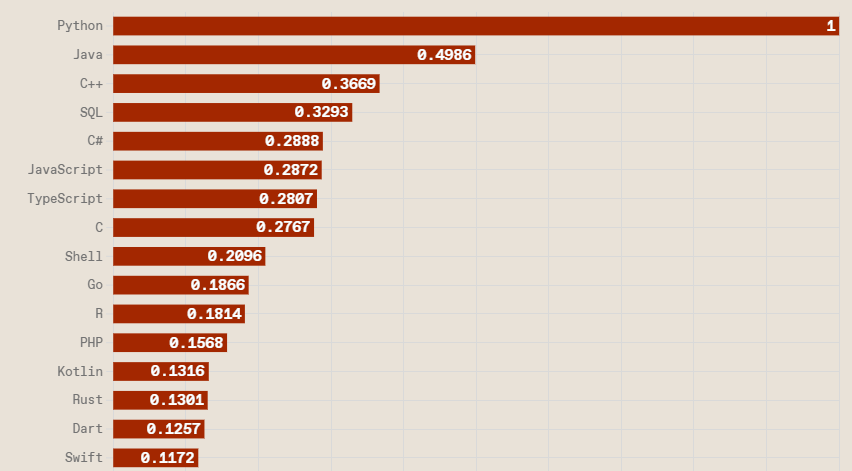 Python 1
Java 0.4986
C++ 0.3669
SQL 0.3293
C# 0.2888
JavaScript 0.2872
TypeScript 0.2807
C 0.2767
Shell 0.2096
Go 0.1866
R 0.1814
PHP 0.1568
Kotlin 0.1316
Rust 0.1301
Dart 0.1257
Swift 0.1172